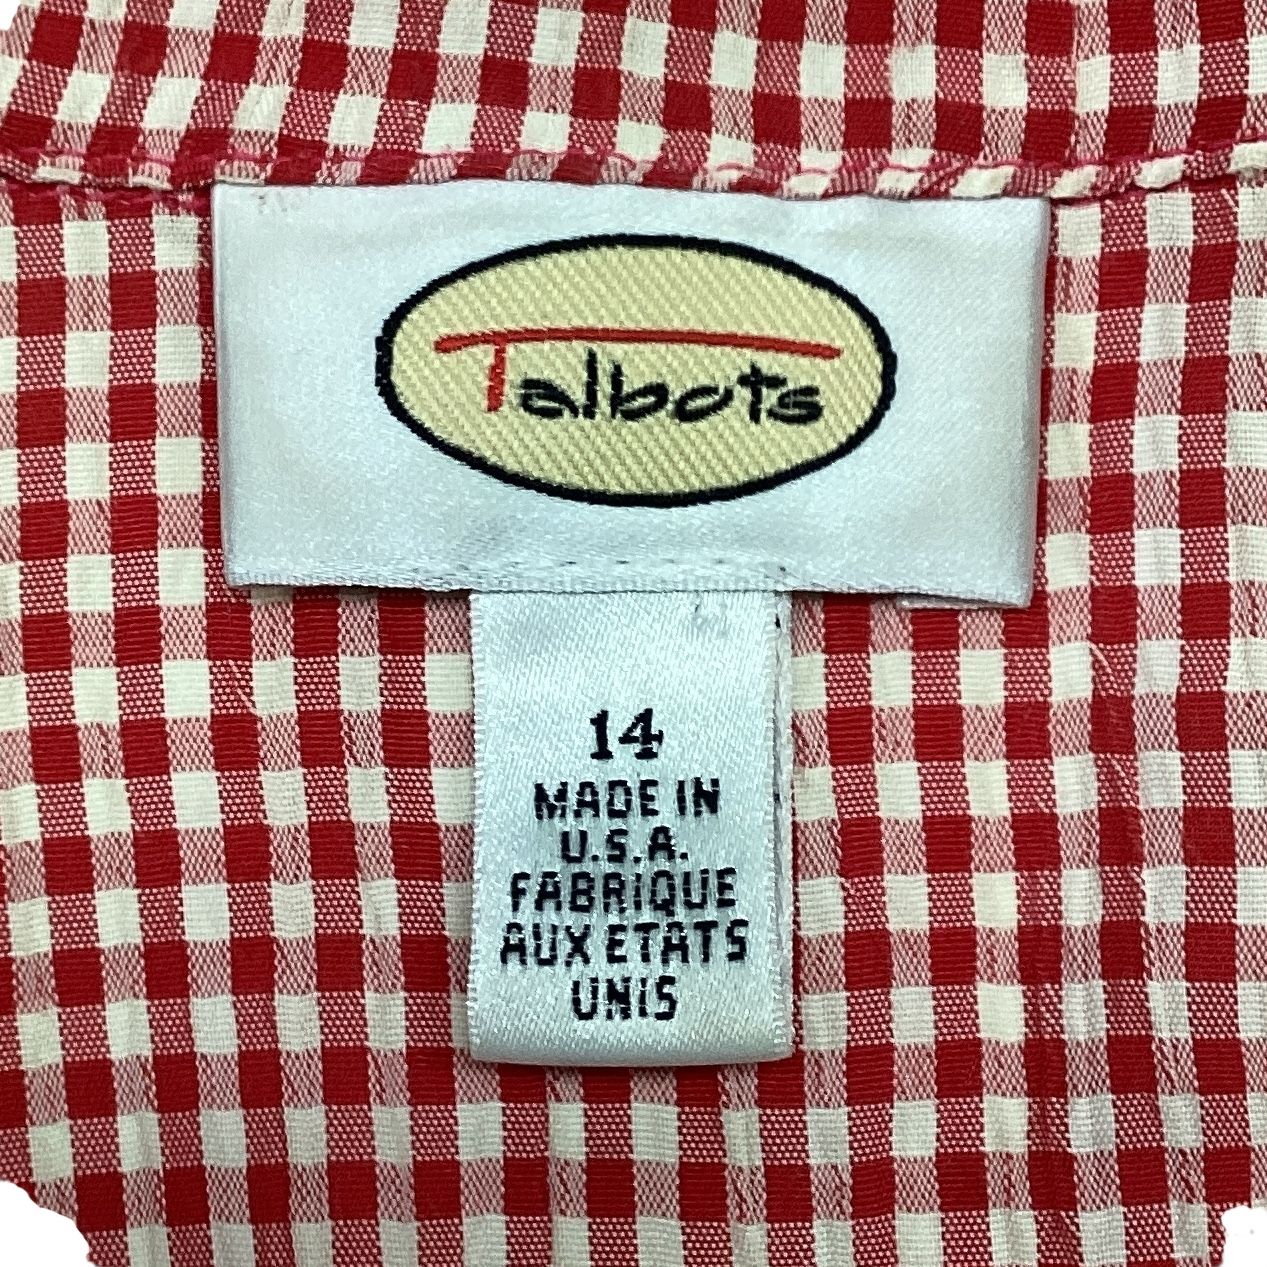 Talbots
14
MADE IN
U.S.A.
FABRIQUE
AUX ETATS
UNIS